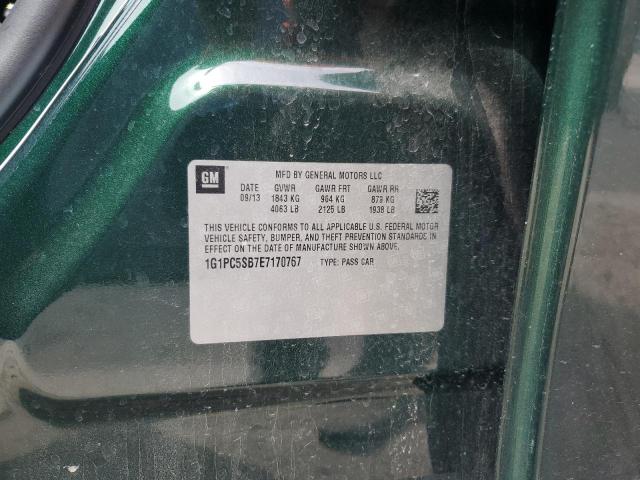 GM
MFD BY GENERAL MOTORS LLC
DATE GVWR GAWR FRT GAWR RR
09/13 1843 KG 964 KG 879 KG
4063 LB 2125 LB 1938 LB
THIS VEHICLE CONFORMS TO ALL APPLICABLE U.S. FEDERAL MOTOR
VEHICLE SAFETY, BUMPER, AND THEFT PREVENTION STANDARDS IN
EFFECT ON THE DATE OF MANUFACTURE SHOWN ABOVE.
1G1PC5SB7E7170767 TYPE: PASS CAR